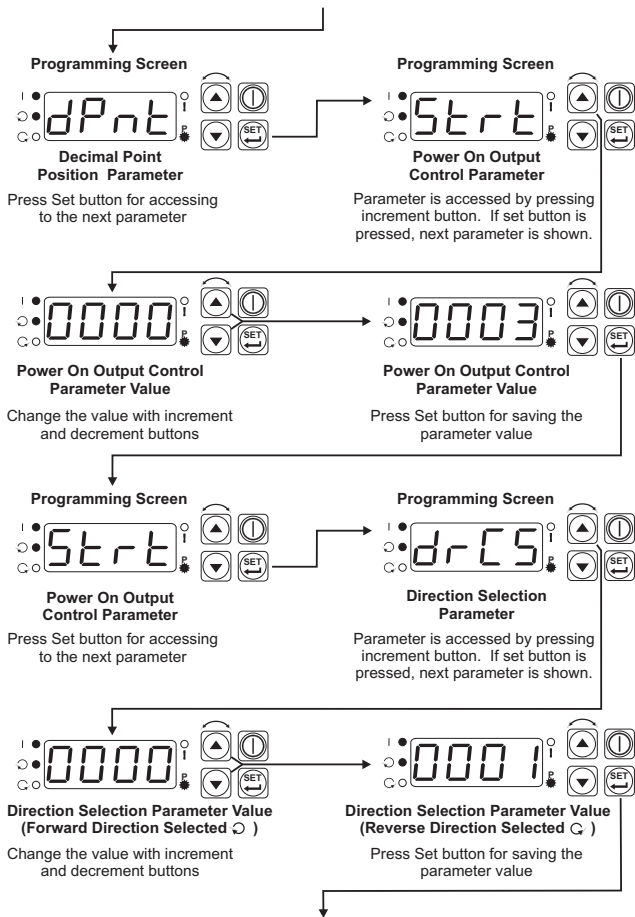 Programming Screen
dPnt
P
SET
Decimal Point
Position Parameter
Press Set button for accessing
to the next parameter
Programming Screen
Strt
P
SET
Power On Output
Control Parameter
Parameter is accessed by pressing
increment button. If set button is
pressed, next parameter is shown.
0000
P
SET
Power On Output Control
Parameter Value
Change the value with increment
and decrement buttons
0003
P
SET
Power On Output Control
Parameter Value
Press Set button for saving the
parameter value
Programming Screen
Strt
P
SET
Power On Output
Control Parameter
Press Set button for accessing
to the next parameter
Programming Screen
drCS
P
SET
Direction Selection
Parameter
Parameter is accessed by pressing
increment button. If set button is
pressed, next parameter is shown.
0000
P
SET
Direction Selection Parameter Value
(Forward Direction Selected )
Change the value with increment
and decrement buttons
0001
P
SET
Direction Selection Parameter Value
(Reverse Direction Selected )
Press Set button for saving the
parameter value